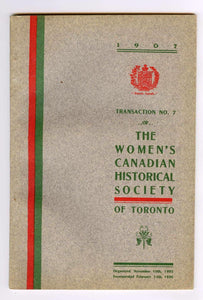 1907
TRANSACTION NO. 7
OF
THE
WOMEN'S
CANADIAN
HISTORICAL
SOCIETY
OF TORONTO
Organized November 19th, 1895
Incorporated February 14th, 1896